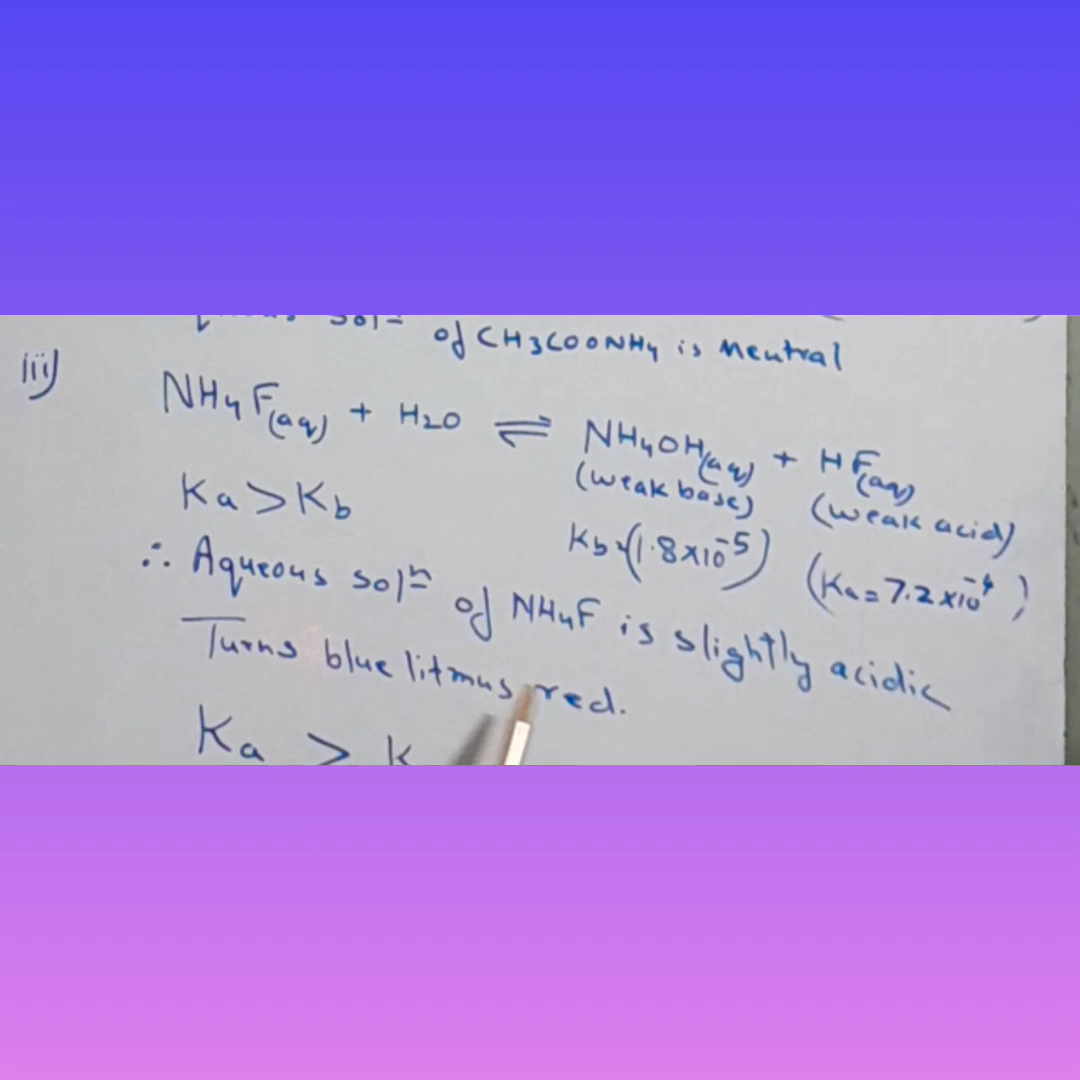 solⁿ of CH3COONH4 is Neutral
iii)
NH4F(aq) + H2O ⇌ NH4OH(aq) + HF(aq)
(weak base) (weak acid)
Ka > Kb
Kb = (1.8×10⁻⁵) (Ka = 7.2×10⁻⁴)
∴ Aqueous solⁿ of NH4F is slightly acidic
Turns blue litmus red.
Ka > K